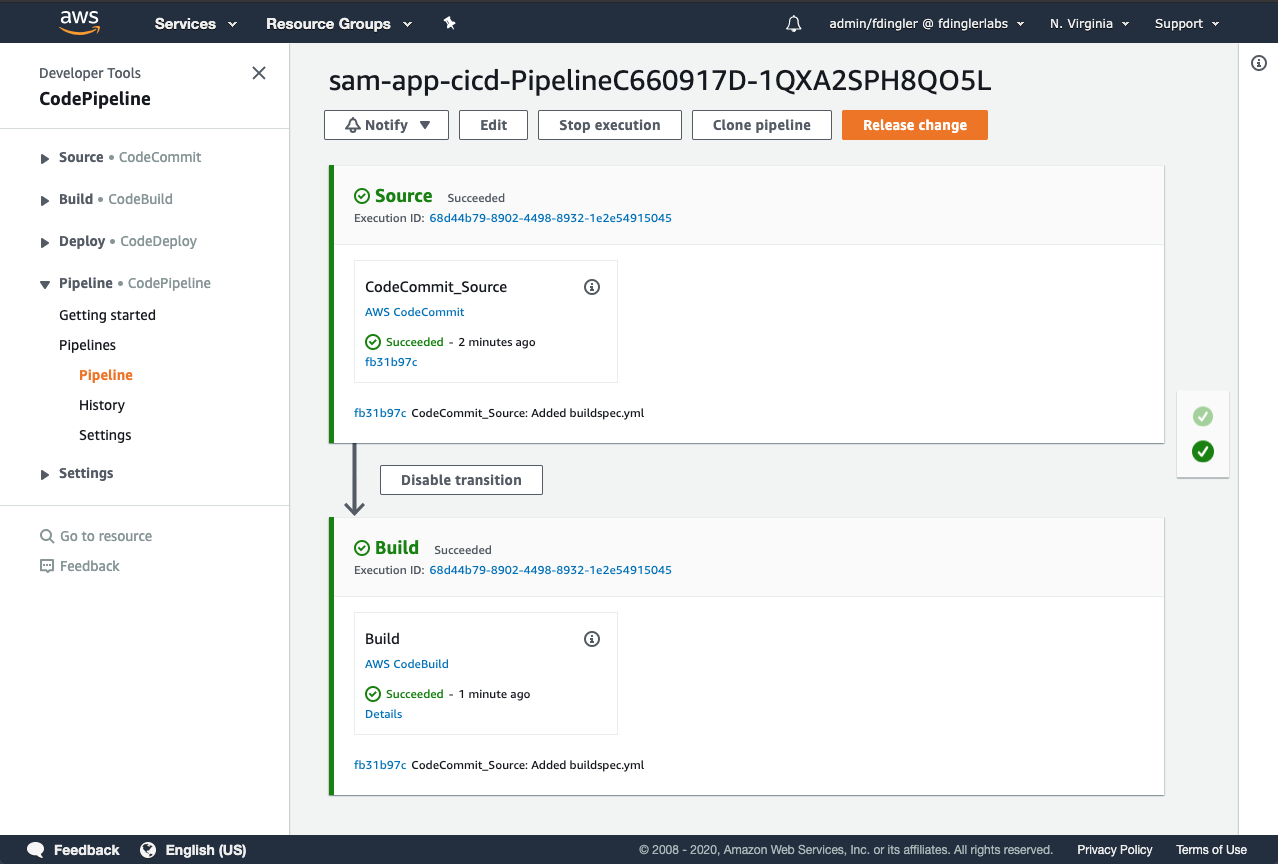 aws Services Resource Groups admin/fdingler @ fdinglerlabs N. Virginia Support
Developer Tools
CodePipeline
Source • CodeCommit
Build • CodeBuild
Deploy • CodeDeploy
Pipeline • CodePipeline
Getting started
Pipelines
Pipeline
History
Settings
Settings
Go to resource
Feedback
sam-app-cicd-PipelineC660917D-1QXA2SPH8QO5L
Notify Edit Stop execution Clone pipeline Release change
Source Succeeded
Execution ID: 68d44b79-8902-4498-8932-1e2e54915045
CodeCommit_Source
AWS CodeCommit
Succeeded - 2 minutes ago
fb31b97c
fb31b97c CodeCommit_Source: Added buildspec.yml
Disable transition
Build Succeeded
Execution ID: 68d44b79-8902-4498-8932-1e2e54915045
Build
AWS CodeBuild
Succeeded - 1 minute ago
Details
fb31b97c CodeCommit_Source: Added buildspec.yml
Feedback English (US) © 2008 - 2020, Amazon Web Services, Inc. or its affiliates. All rights reserved. Privacy Policy Terms of Use